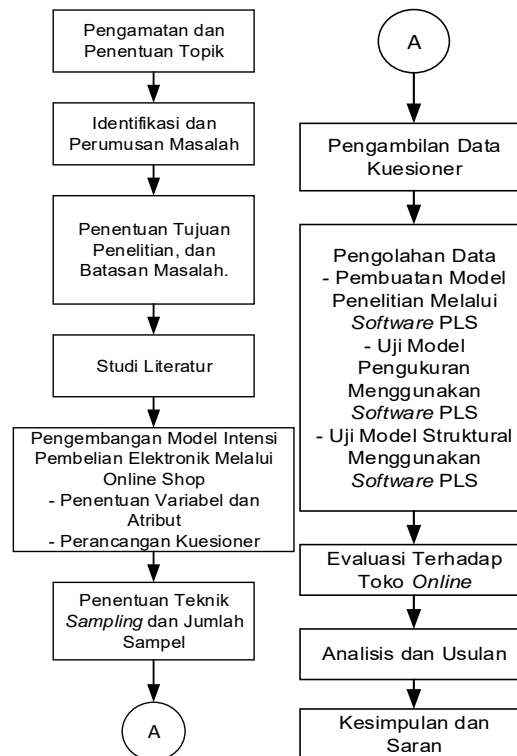 Pengamatan dan
Penentuan Topik
Identifikasi dan
Perumusan Masalah
Penentuan Tujuan
Penelitian, dan
Batasan Masalah.
Studi Literatur
Pengembangan Model Intensi
Pembelian Elektronik Melalui
Online Shop
- Penentuan Variabel dan
Atribut
- Perancangan Kuesioner
Penentuan Teknik
Sampling dan Jumlah
Sampel
A
A
Pengambilan Data
Kuesioner
Pengolahan Data
- Pembuatan Model
Penelitian Melalui
Software PLS
- Uji Model
Pengukuran
Menggunakan
Software PLS
- Uji Model Struktural
Menggunakan
Software PLS
Evaluasi Terhadap
Toko Online
Analisis dan Usulan
Kesimpulan dan
Saran